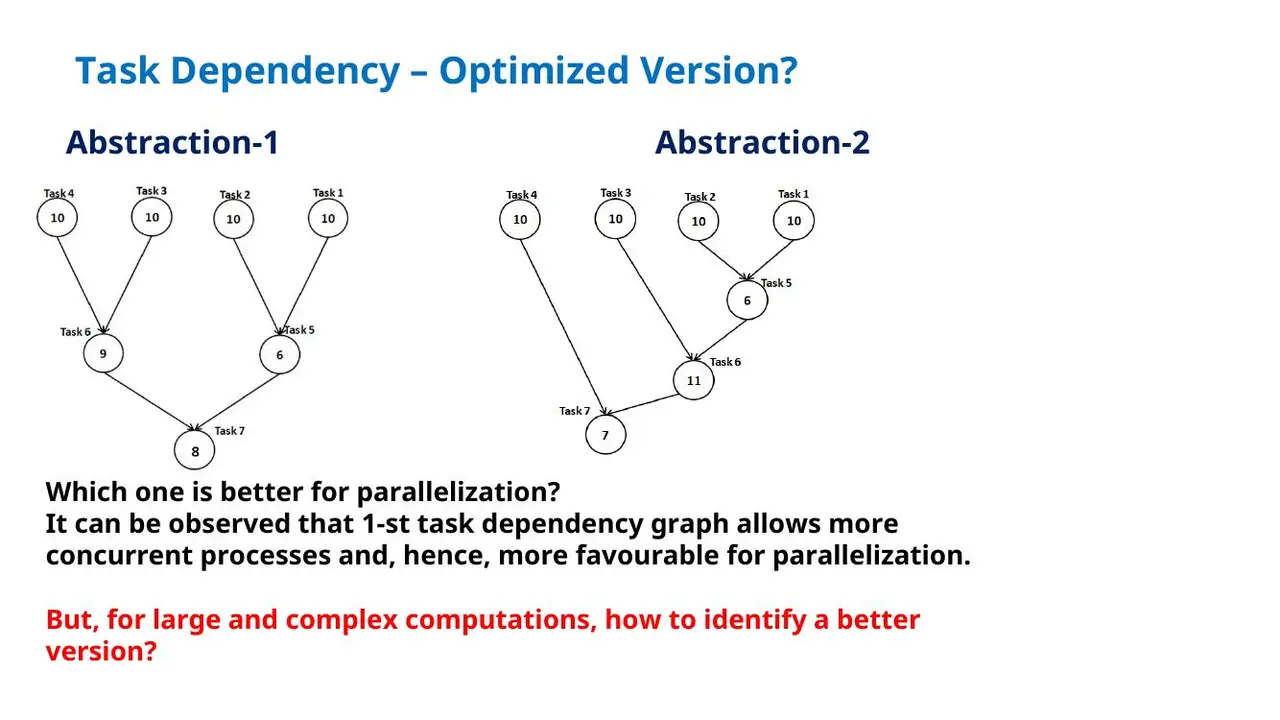 Task Dependency – Optimized Version?
Abstraction-1
Abstraction-2
Task 4
Task 3
Task 2
Task 1
10
10
10
10
Task 6
Task 5
9
6
Task 7
8
Task 4
Task 3
Task 2
Task 1
10
10
10
10
Task 5
6
Task 6
11
Task 7
7
Which one is better for parallelization?
It can be observed that 1-st task dependency graph allows more
concurrent processes and, hence, more favourable for parallelization.
But, for large and complex computations, how to identify a better
version?